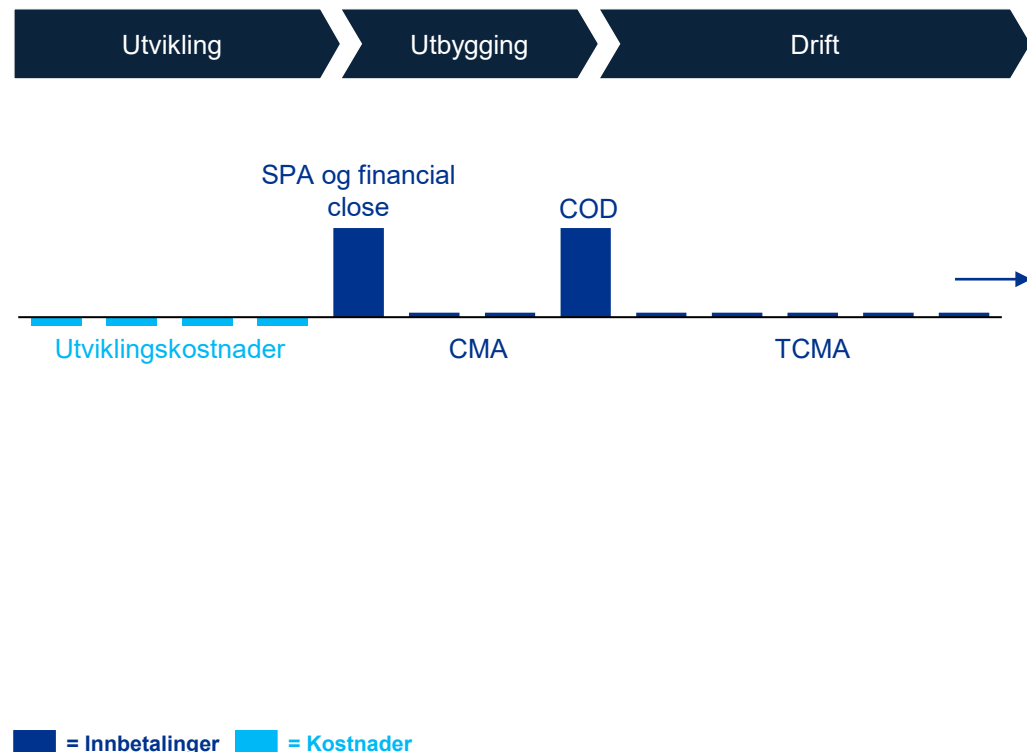 Utvikling
Utbygging
Drift
SPA og financial
close
COD
Utviklingskostnader
CMA
TCMA
= Innbetalinger
= Kostnader